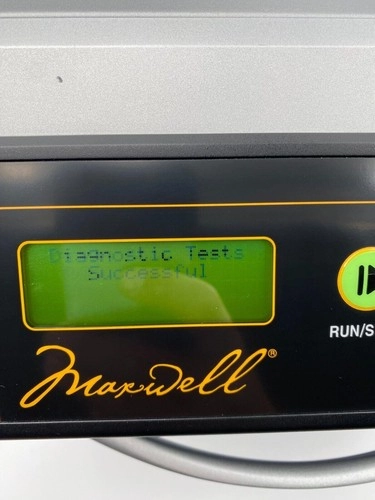 Diagnostic Tests
Successful
RUN/S
Maxwell®